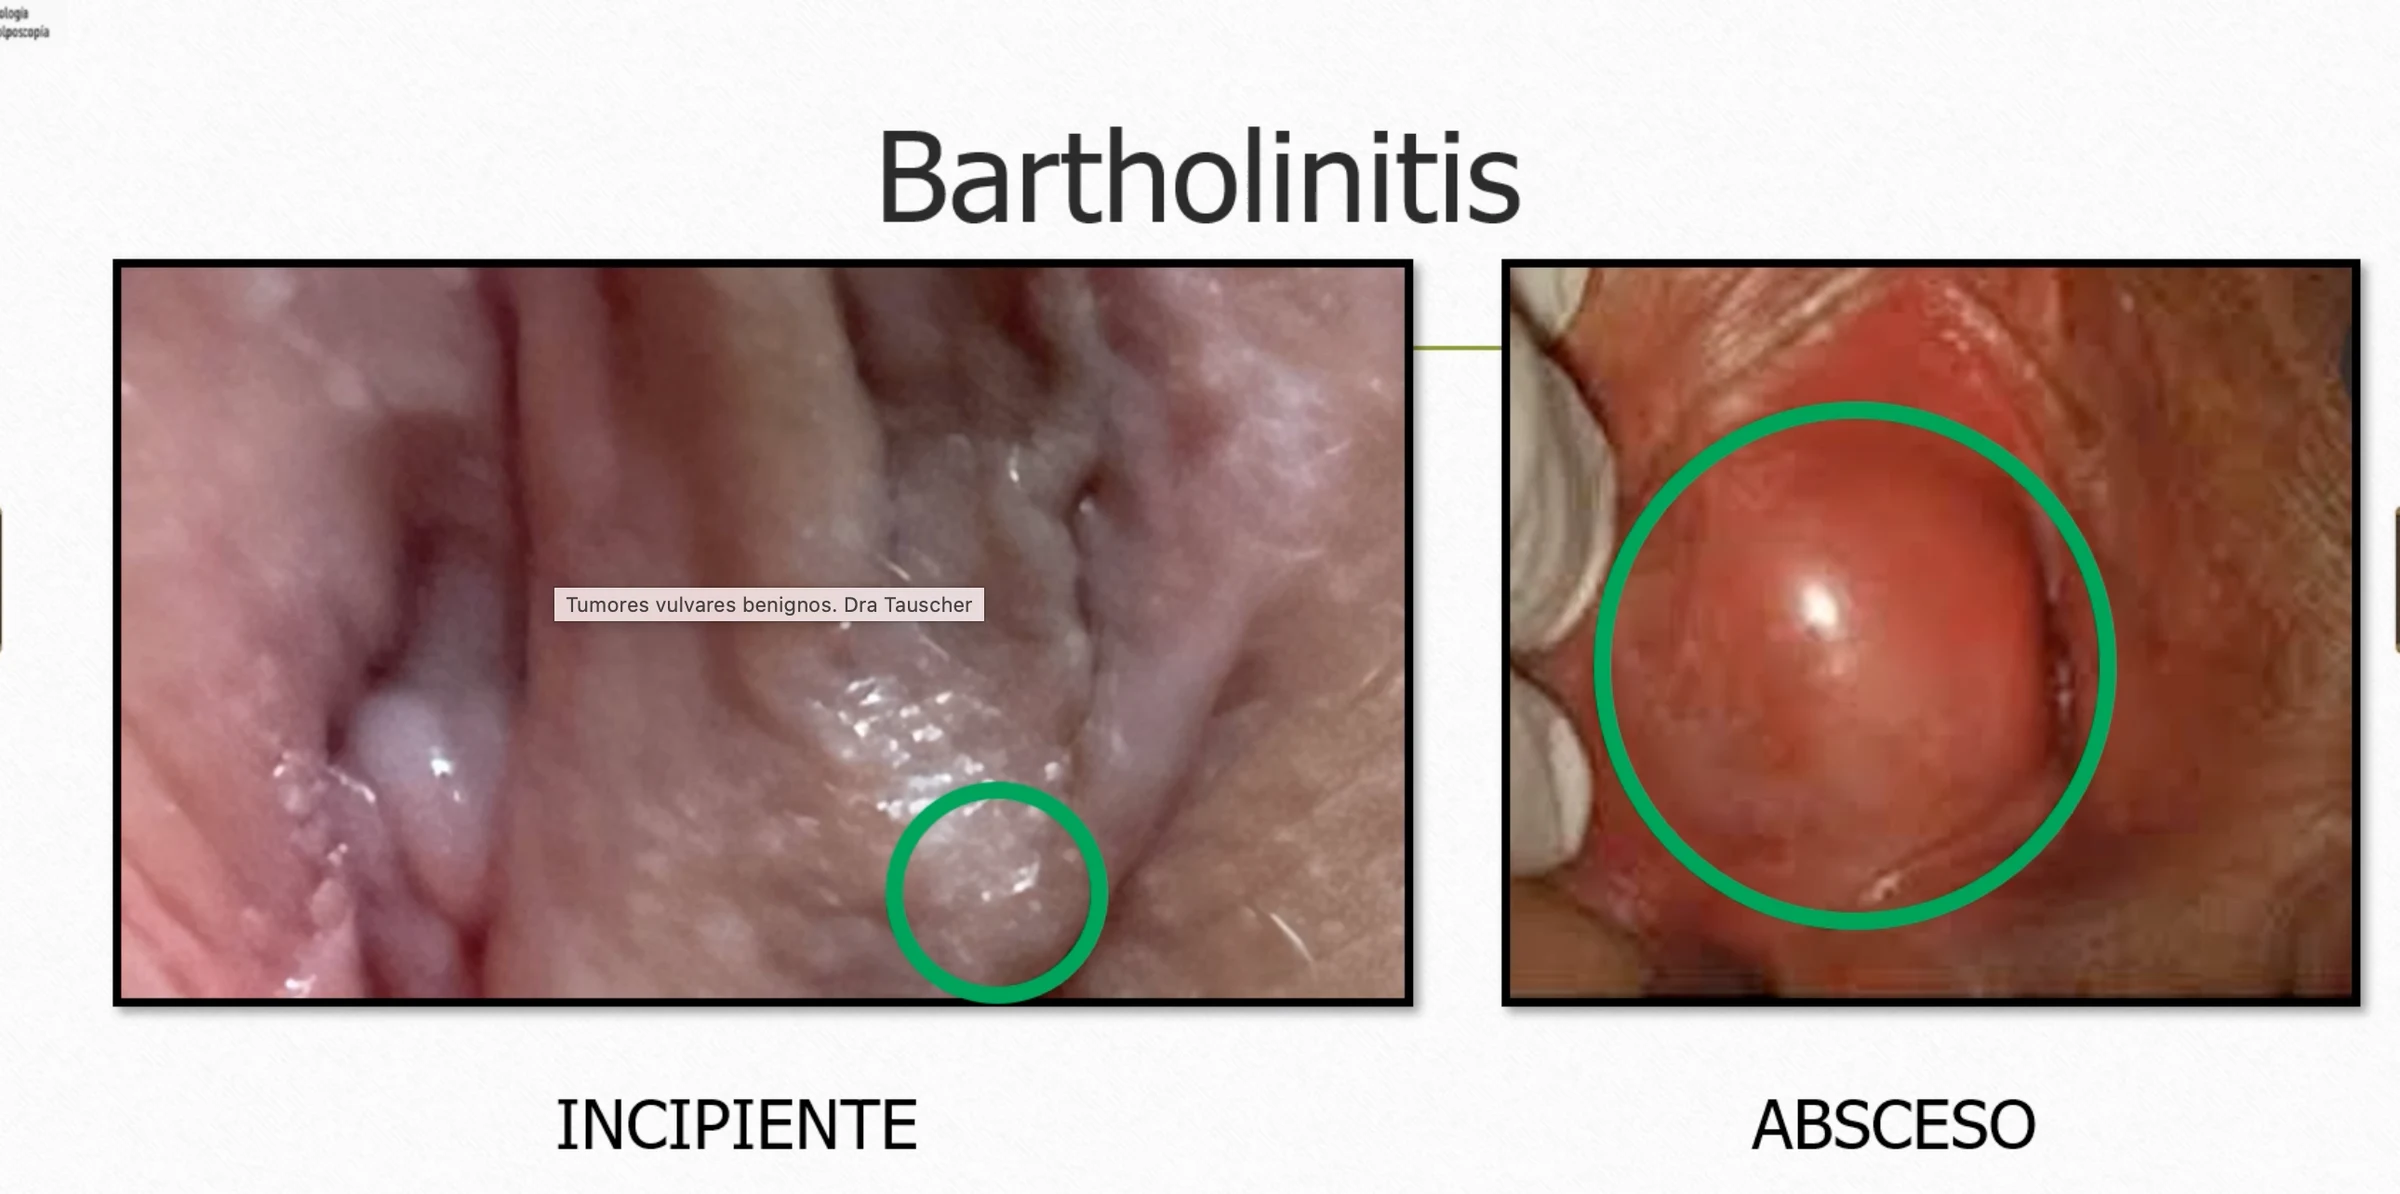 Bartholinitis
Tumores vulvares benignos. Dra Tauscher
INCIPIENTE
ABSCESO